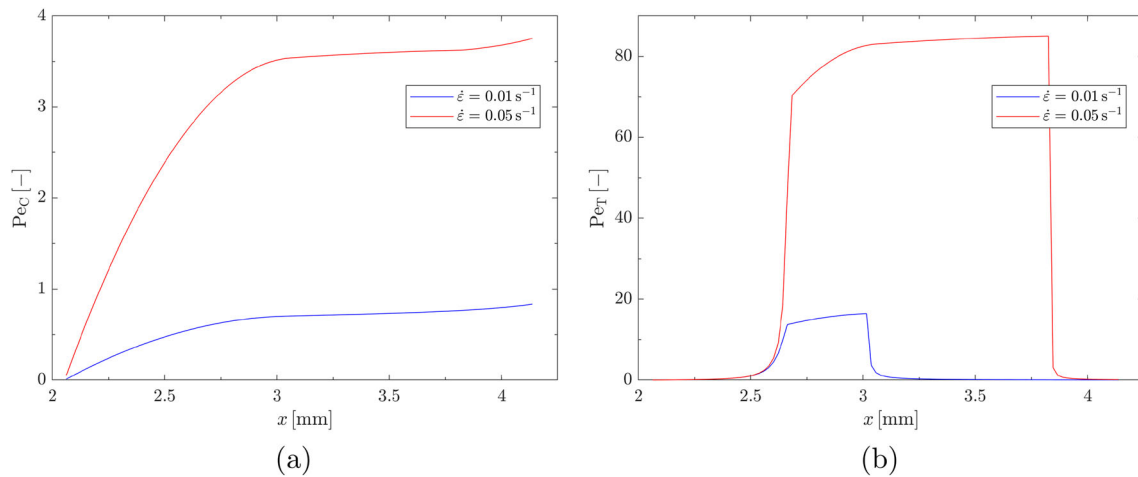 4
3
2
1
0
Pe_C [−]
ε̇ = 0.01 s⁻¹
ε̇ = 0.05 s⁻¹
2 2.5 3 3.5 4
x [mm]
(a)
80
60
40
20
0
Pe_T [−]
ε̇ = 0.01 s⁻¹
ε̇ = 0.05 s⁻¹
2 2.5 3 3.5 4
x [mm]
(b)